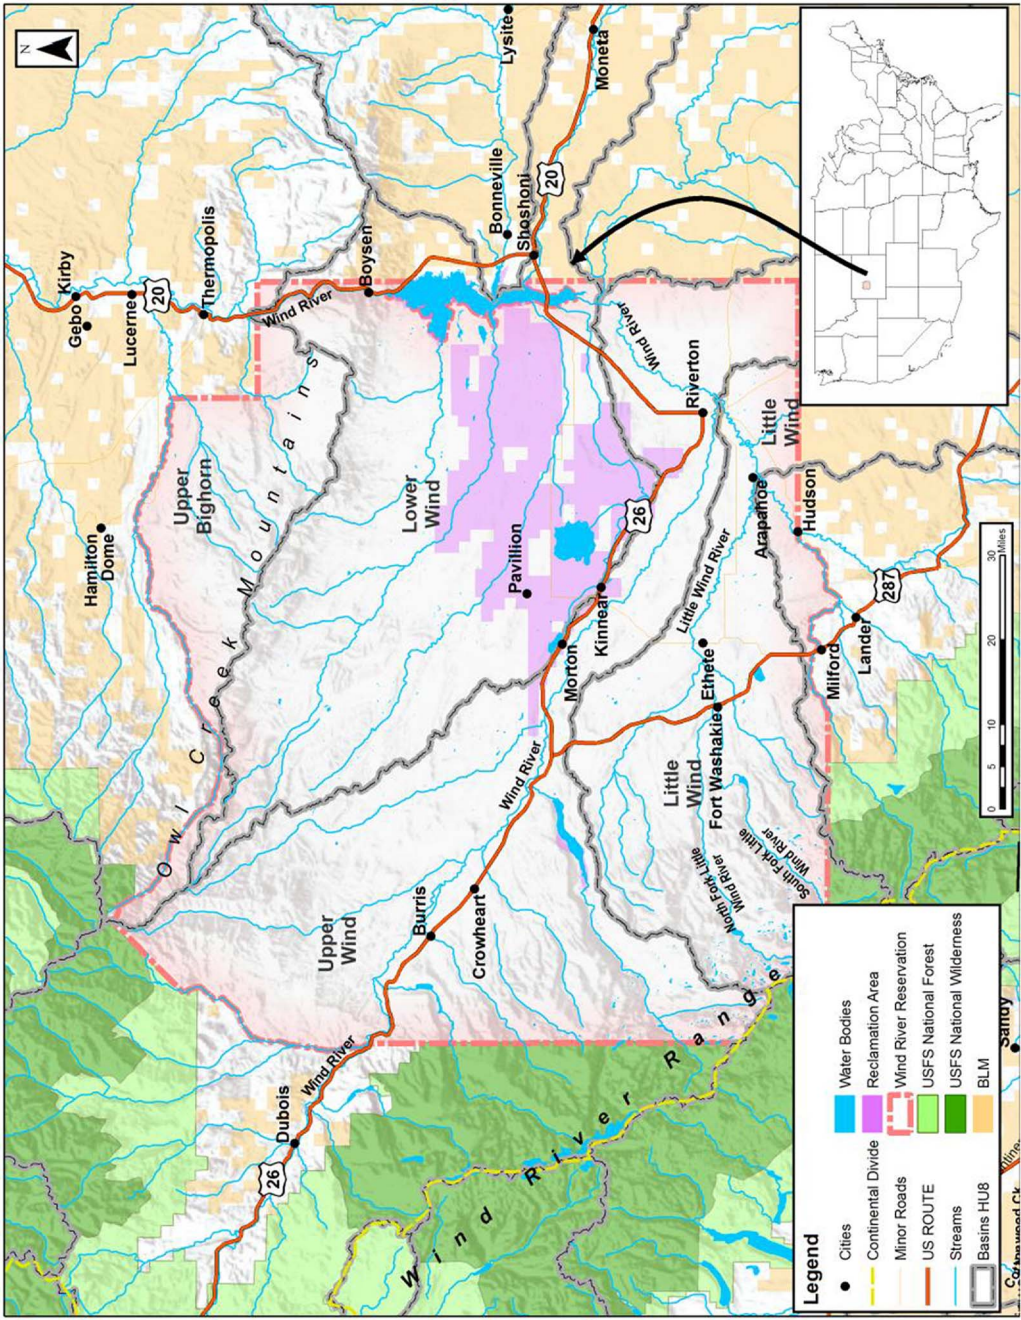 N
Kirby
Gebo
Lucerne
20
Thermopolis
Hamilton
Dome
Upper
Bighorn
Owl Creek Mountains
Wind River
Boysen
Lysite
Moneta
Bonneville
Shoshoni
20
Lower
Wind
Pavillion
Kinnear
Morton
26
Riverton
Wind River
Little
Wind
Arapahoe
Hudson
Little Wind River
Ethete
Fort Washakie
Little
Wind
Milford
Lander
287
North Fork Little
Wind River
South Fork Little
Wind River
Wind River
Crowheart
Burris
Upper
Wind
Wind River
Dubois
26
Wind River Range
Sandy
0 5 10 20 30
Miles
Legend
Cities
Continental Divide
Minor Roads
US ROUTE
Streams
Basins HU8
Water Bodies
Reclamation Area
Wind River Reservation
USFS National Forest
USFS National Wilderness
BLM